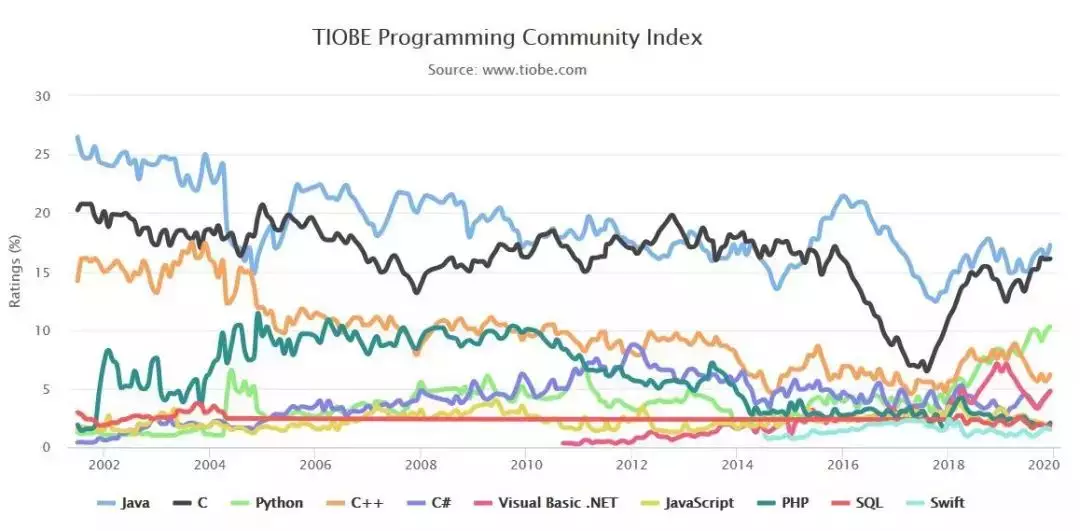 TIOBE Programming Community Index
Source: www.tiobe.com
Ratings (%)
30
25
20
15
10
5
0
2002 2004 2006 2008 2010 2012 2014 2016 2018 2020
Java C Python C++ C# Visual Basic .NET JavaScript PHP SQL Swift